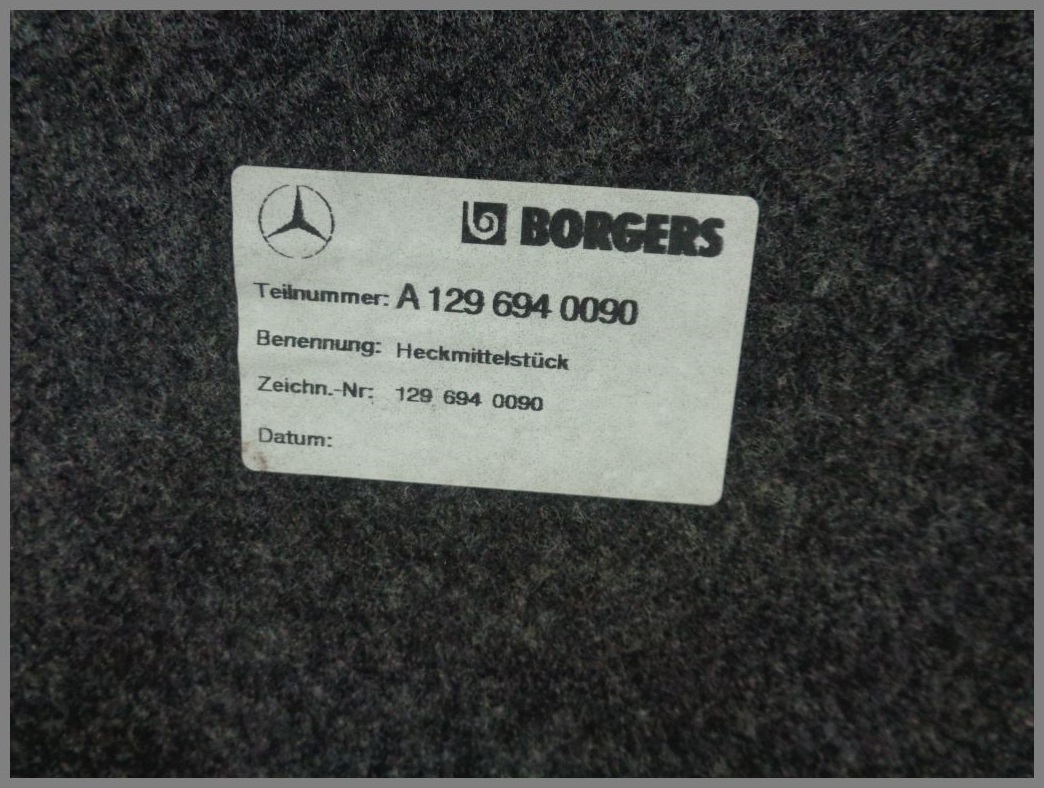 BORGERS
Teilnummer: A 129 694 0090
Benennung: Heckmittelstück
Zeichn.-Nr: 129 694 0090
Datum: